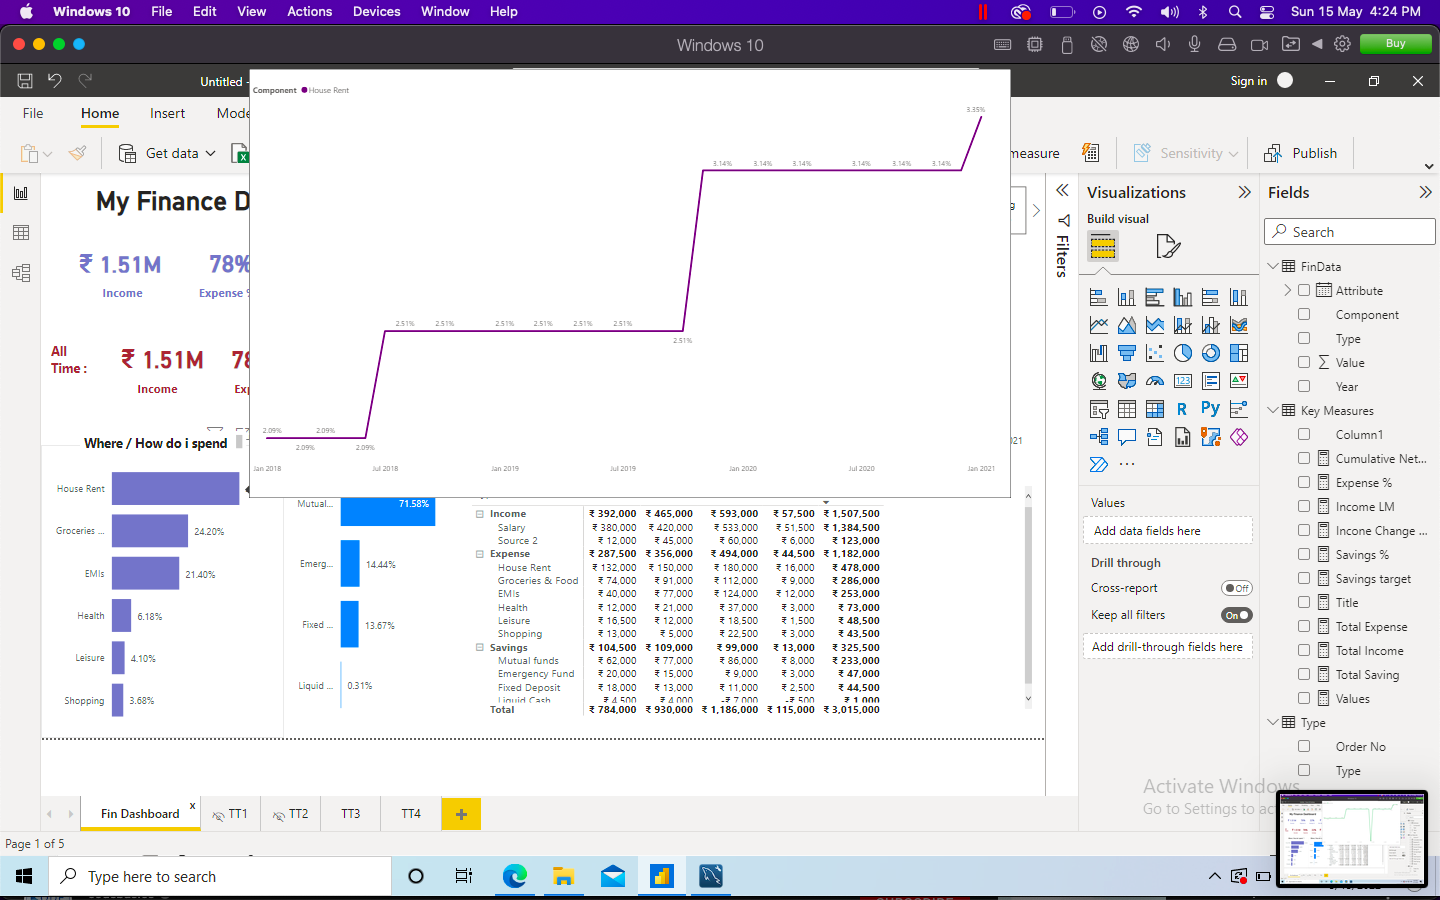 Windows 10 File Edit View Actions Devices Window Help Sun 15 May 4:24 PM
Windows 10
Buy
Untitled - Sign in
File Home Insert Mode
Get data measure Sensitivity Publish
My Finance D
₹ 1.51M 78%
Income Expense %
All Time : ₹ 1.51M 78
Income Exp
Component House Rent
3.35%
3.14% 3.14% 3.14% 3.14% 3.14% 3.14%
2.51% 2.51% 2.51% 2.51% 2.51% 2.51%
2.51%
2.09% 2.09%
2.09% 2.09%
Jan 2018 Jul 2018 Jan 2019 Jul 2019 Jan 2020 Jul 2020 Jan 2021
Where / How do i spend
House Rent
Groceries ... 24.20%
EMIs 21.40%
Health 6.18%
Leisure 4.10%
Shopping 3.68%
Mutual... 71.58%
Emerg... 14.44%
Fixed ... 13.67%
Liquid ... 0.31%
Income ₹ 392,000 ₹ 465,000 ₹ 593,000 ₹ 57,500 ₹ 1,507,500
Salary ₹ 380,000 ₹ 420,000 ₹ 533,000 ₹ 51,500 ₹ 1,384,500
Source 2 ₹ 12,000 ₹ 45,000 ₹ 60,000 ₹ 6,000 ₹ 123,000
Expense ₹ 287,500 ₹ 356,000 ₹ 494,000 ₹ 44,500 ₹ 1,182,000
House Rent ₹ 132,000 ₹ 150,000 ₹ 180,000 ₹ 16,000 ₹ 478,000
Groceries & Food ₹ 74,000 ₹ 91,000 ₹ 112,000 ₹ 9,000 ₹ 286,000
EMIs ₹ 40,000 ₹ 77,000 ₹ 124,000 ₹ 12,000 ₹ 253,000
Health ₹ 12,000 ₹ 21,000 ₹ 37,000 ₹ 3,000 ₹ 73,000
Leisure ₹ 16,500 ₹ 12,000 ₹ 18,500 ₹ 1,500 ₹ 48,500
Shopping ₹ 13,000 ₹ 5,000 ₹ 22,500 ₹ 3,000 ₹ 43,500
Savings ₹ 104,500 ₹ 109,000 ₹ 99,000 ₹ 13,000 ₹ 325,500
Mutual funds ₹ 62,000 ₹ 77,000 ₹ 86,000 ₹ 8,000 ₹ 233,000
Emergency Fund ₹ 20,000 ₹ 15,000 ₹ 9,000 ₹ 3,000 ₹ 47,000
Fixed Deposit ₹ 18,000 ₹ 13,000 ₹ 11,000 ₹ 2,500 ₹ 44,500
Liquid Cash ₹ 4,500 ₹ 4,000 -₹ 7,000 -₹ 500 ₹ 1,000
Total ₹ 784,000 ₹ 930,000 ₹ 1,186,000 ₹ 115,000 ₹ 3,015,000
g
021
Filters
Visualizations
Build visual
123
R Py
Values
Add data fields here
Drill through
Cross-report Off
Keep all filters On
Add drill-through fields here
Fields
Search
FinData
Attribute
Component
Type
Value
Year
Key Measures
Column1
Cumulative Net...
Expense %
Income LM
Incone Change ...
Savings %
Savings target
Title
Total Expense
Total Income
Total Saving
Values
Type
Order No
Type
Activate Windows
Go to Settings to ac
Fin Dashboard x TT1 TT2 TT3 TT4 +
Page 1 of 5
Type here to search